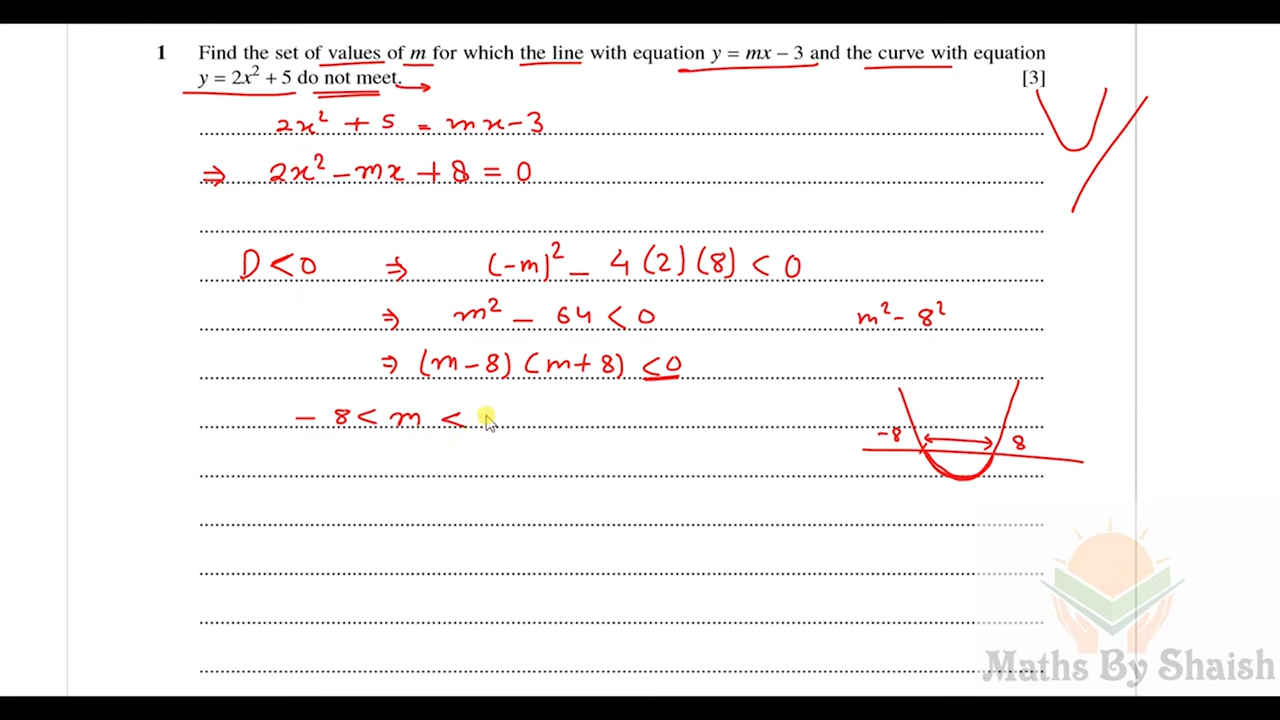 1 Find the set of values of m for which the line with equation y = mx − 3 and the curve with equation
y = 2x² + 5 do not meet. [3]
2x² + 5 = mx - 3
⇒ 2x² - mx + 8 = 0
D < 0 ⇒ (-m)² - 4 (2) (8) < 0
⇒ m² - 64 < 0 m² - 8²
⇒ (m - 8) (m + 8) < 0
- 8 < m <
-8 8
Maths By Shaish